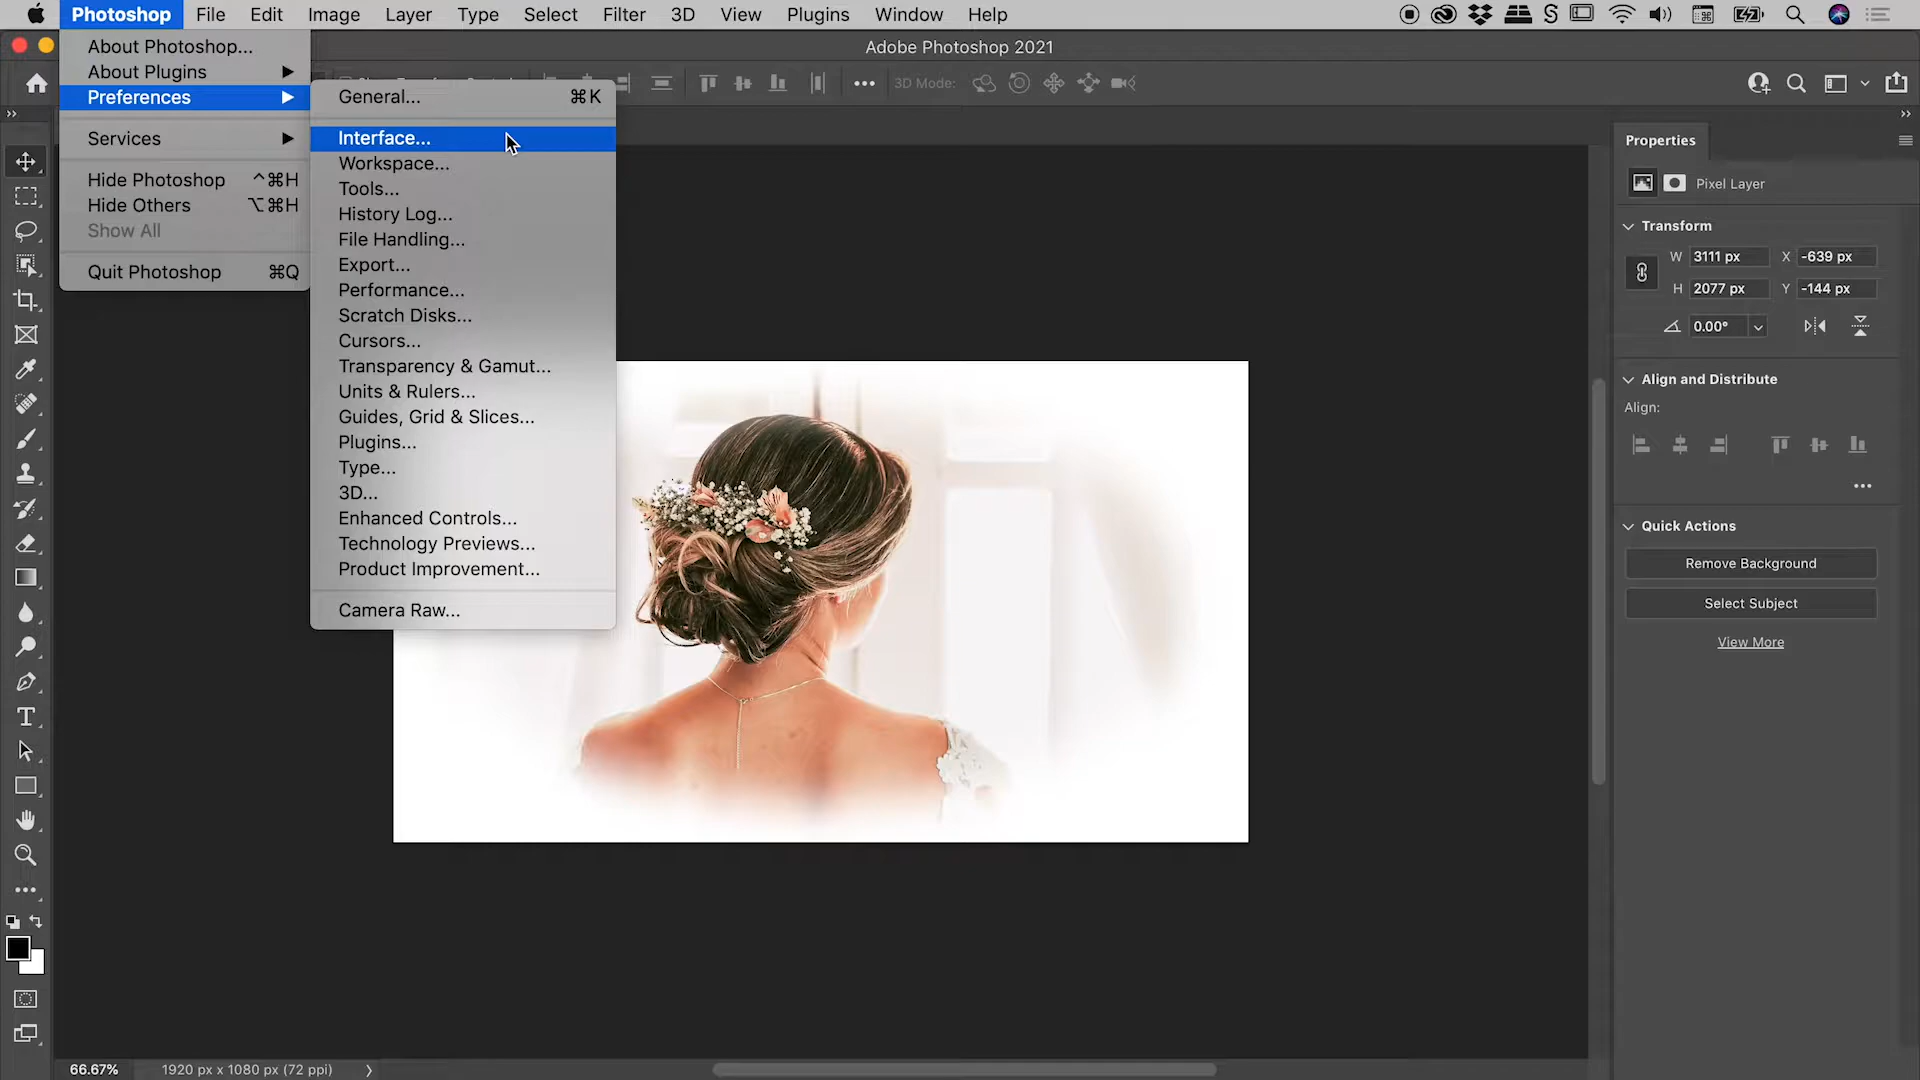 Photoshop File Edit Image Layer Type Select Filter 3D View Plugins Window Help
Adobe Photoshop 2021
About Photoshop...
About Plugins
Preferences
Services
Hide Photoshop ^⌘H
Hide Others ⌥⌘H
Show All
Quit Photoshop ⌘Q
General... ⌘K
Interface...
Workspace...
Tools...
History Log...
File Handling...
Export...
Performance...
Scratch Disks...
Cursors...
Transparency & Gamut...
Units & Rulers...
Guides, Grid & Slices...
Plugins...
Type...
3D...
Enhanced Controls...
Technology Previews...
Product Improvement...
Camera Raw...
3D Mode:
Properties
Pixel Layer
Transform
W 3111 px X -639 px
H 2077 px Y -144 px
0.00°
Align and Distribute
Align:
Quick Actions
Remove Background
Select Subject
View More
66.67% 1920 px x 1080 px (72 ppi)